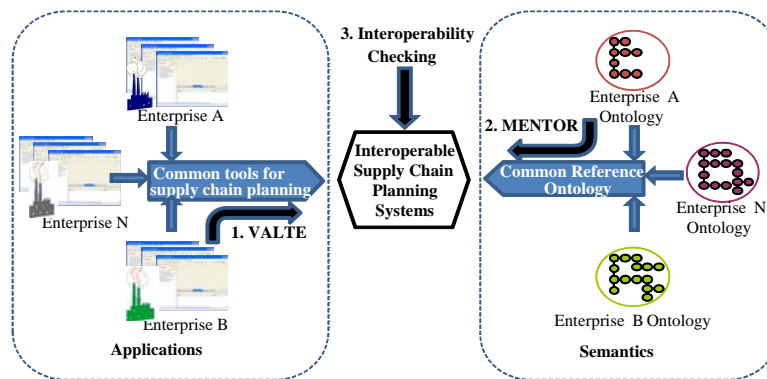 3. Interoperability
Checking
Enterprise A
Enterprise A
Ontology
2. MENTOR
Common tools for
supply chain planning
Interoperable
Supply Chain
Planning
Systems
Common Reference
Ontology
Enterprise N
Enterprise N
Ontology
1. VALTE
Enterprise B
Enterprise B Ontology
Applications
Semantics